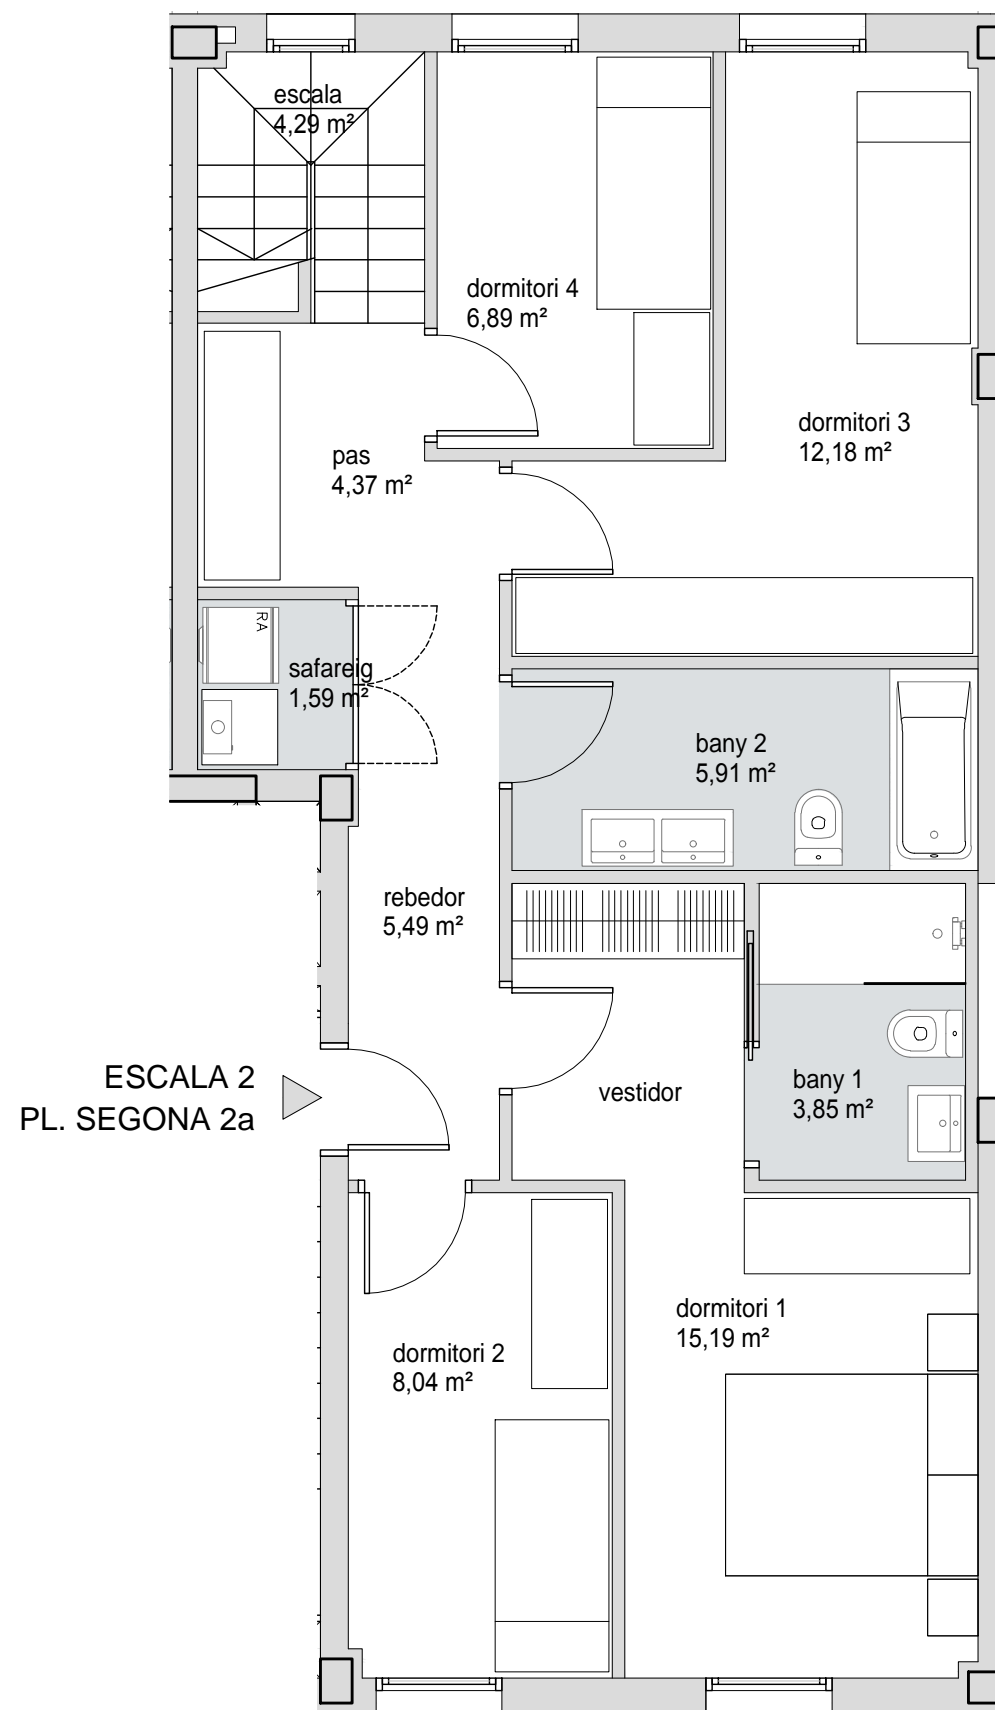 escala
4,29 m²
dormitori 4
6,89 m²
dormitori 3
12,18 m²
pas
4,37 m²
RA
safareig
1,59 m²
bany 2
5,91 m²
rebedor
5,49 m²
ESCALA 2
PL. SEGONA 2a
vestidor
bany 1
3,85 m²
dormitori 1
15,19 m²
dormitori 2
8,04 m²